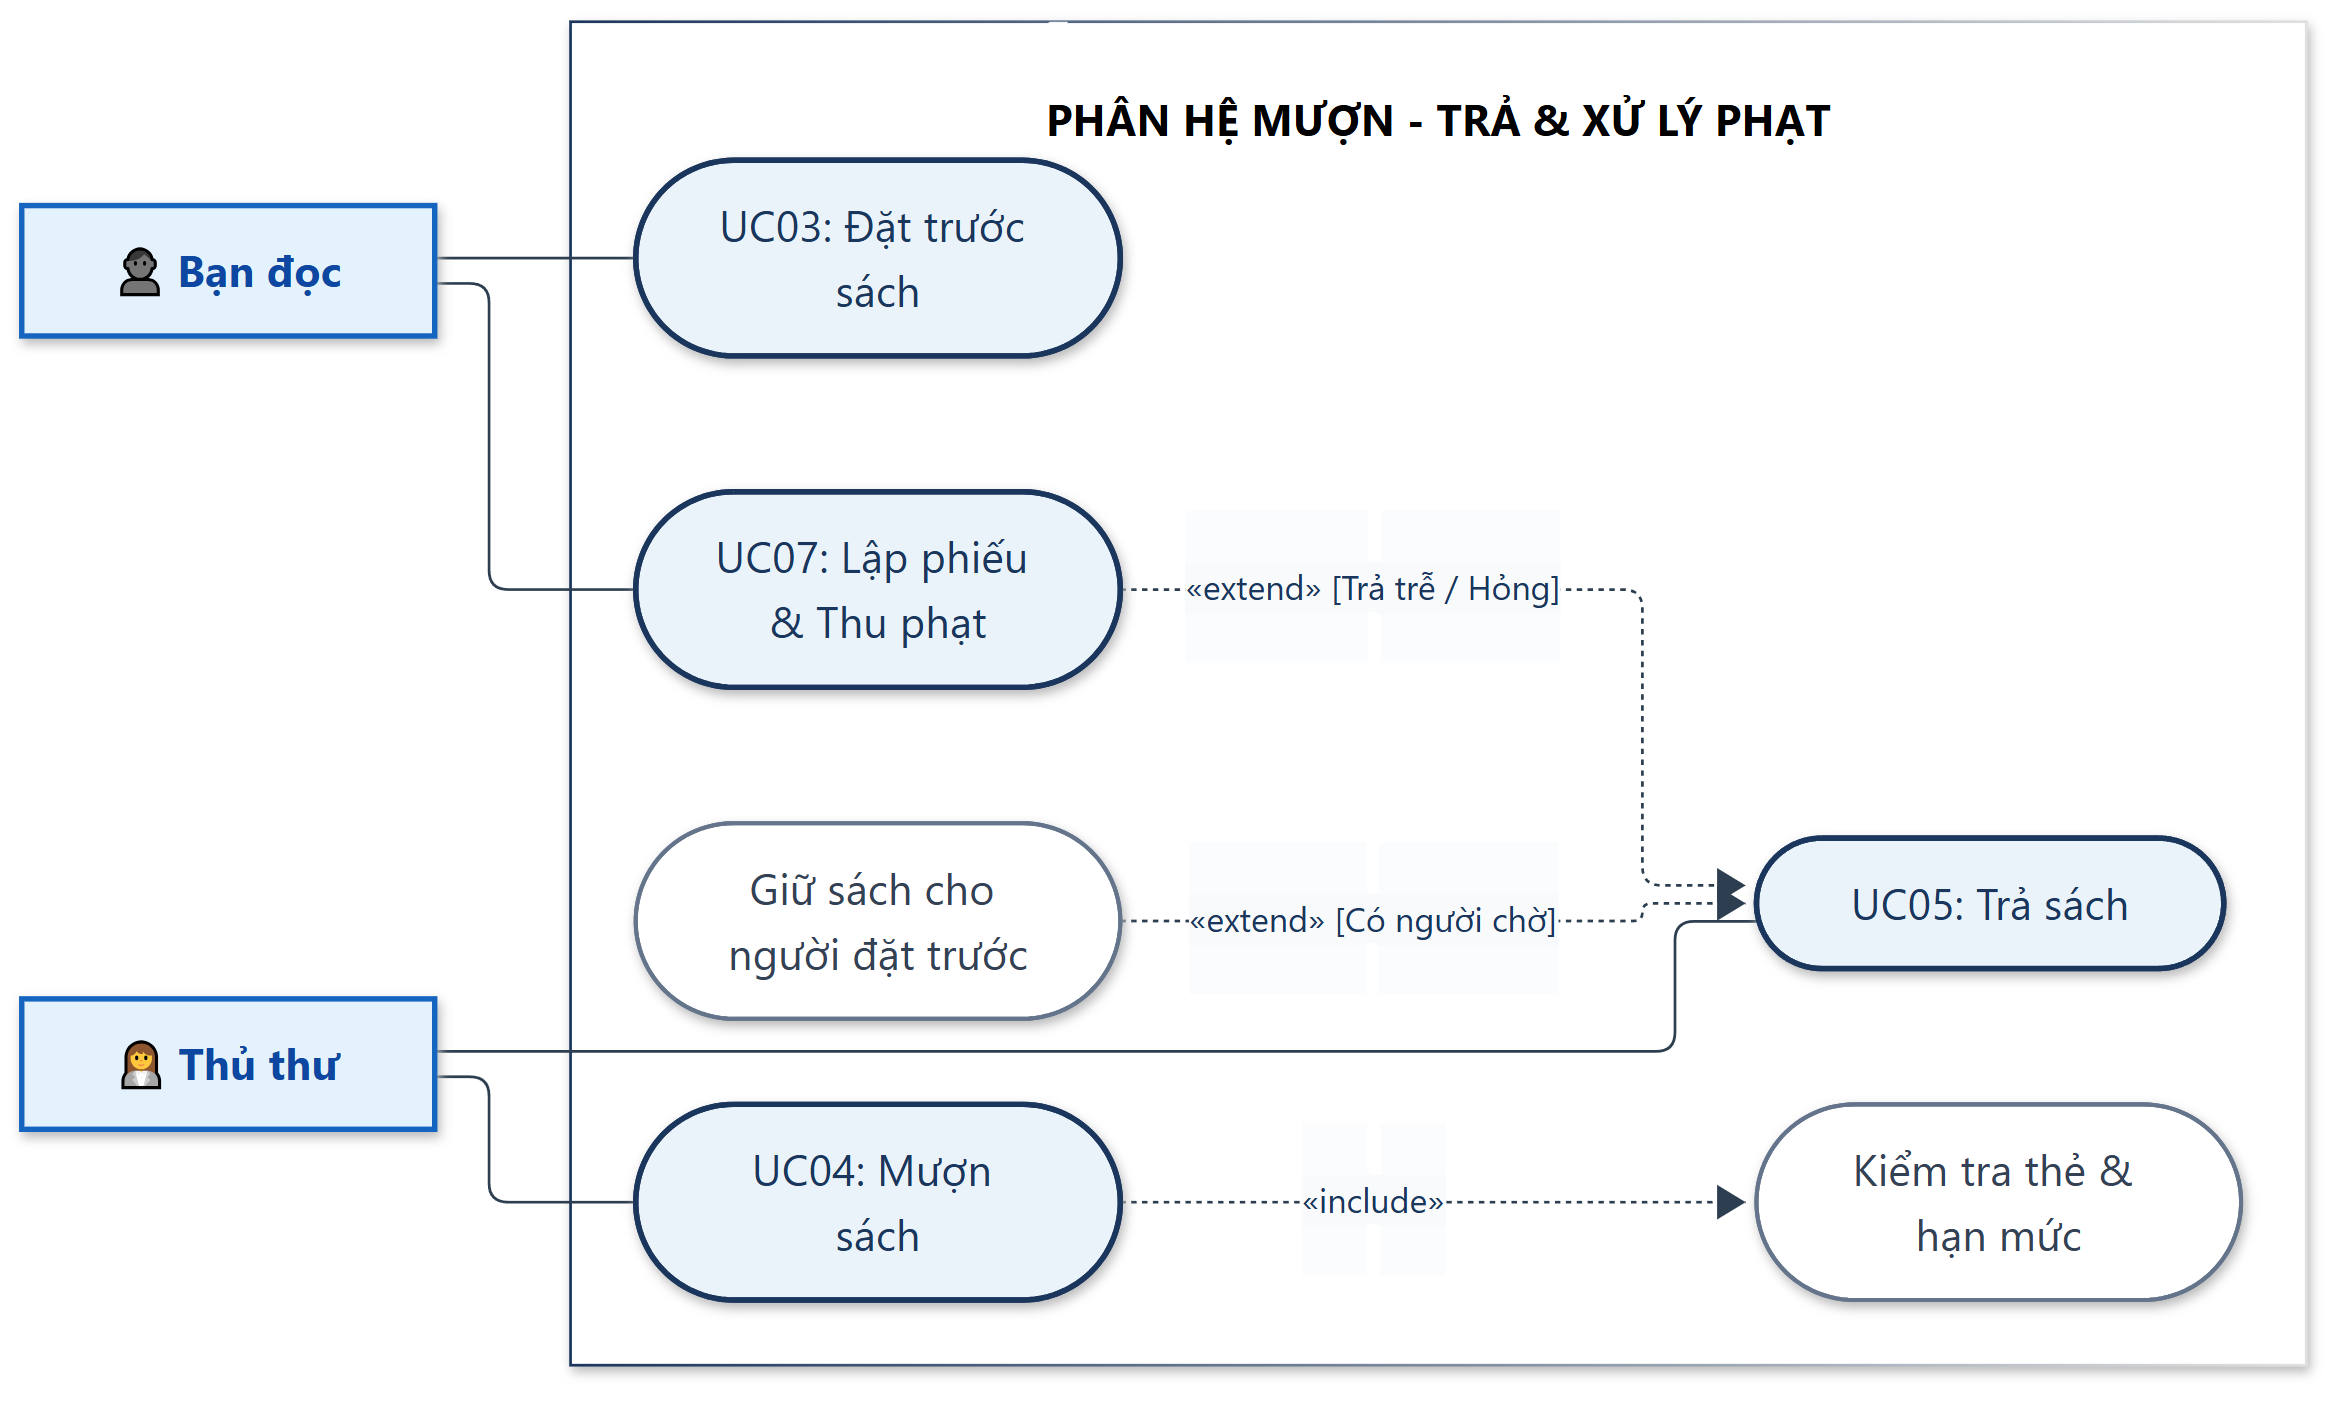 PHÂN HỆ MƯỢN - TRẢ & XỬ LÝ PHẠT
Bạn đọc
UC03: Đặt trước
sách
UC07: Lập phiếu
& Thu phạt
«extend» [Trả trễ / Hỏng]
Giữ sách cho
người đặt trước
«extend» [Có người chờ]
UC05: Trả sách
Thủ thư
UC04: Mượn
sách
«include»
Kiểm tra thẻ &
hạn mức